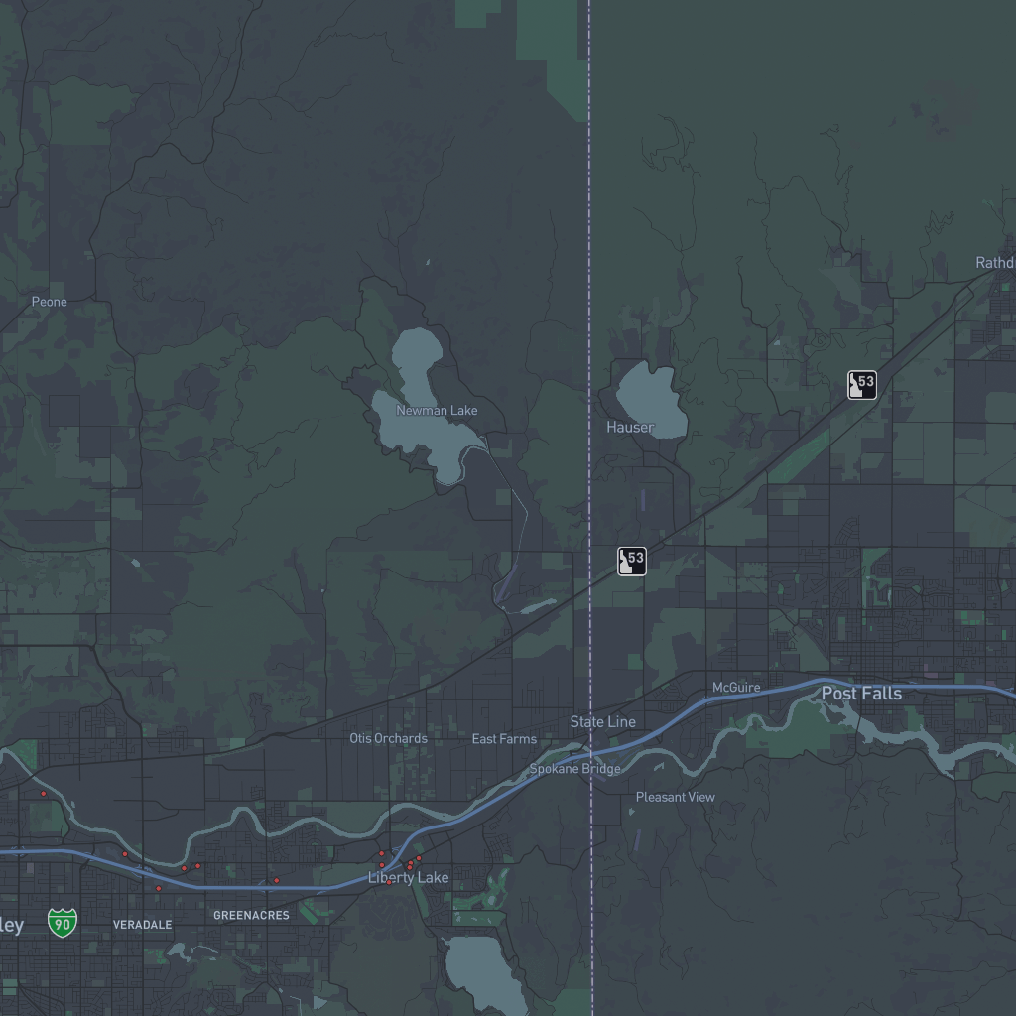 Rathd
Peone
53
Newman Lake
Hauser
53
McGuire
Post Falls
State Line
Otis Orchards
East Farms
Spokane Bridge
Pleasant View
Liberty Lake
GREENACRES
90
VERADALE
ley